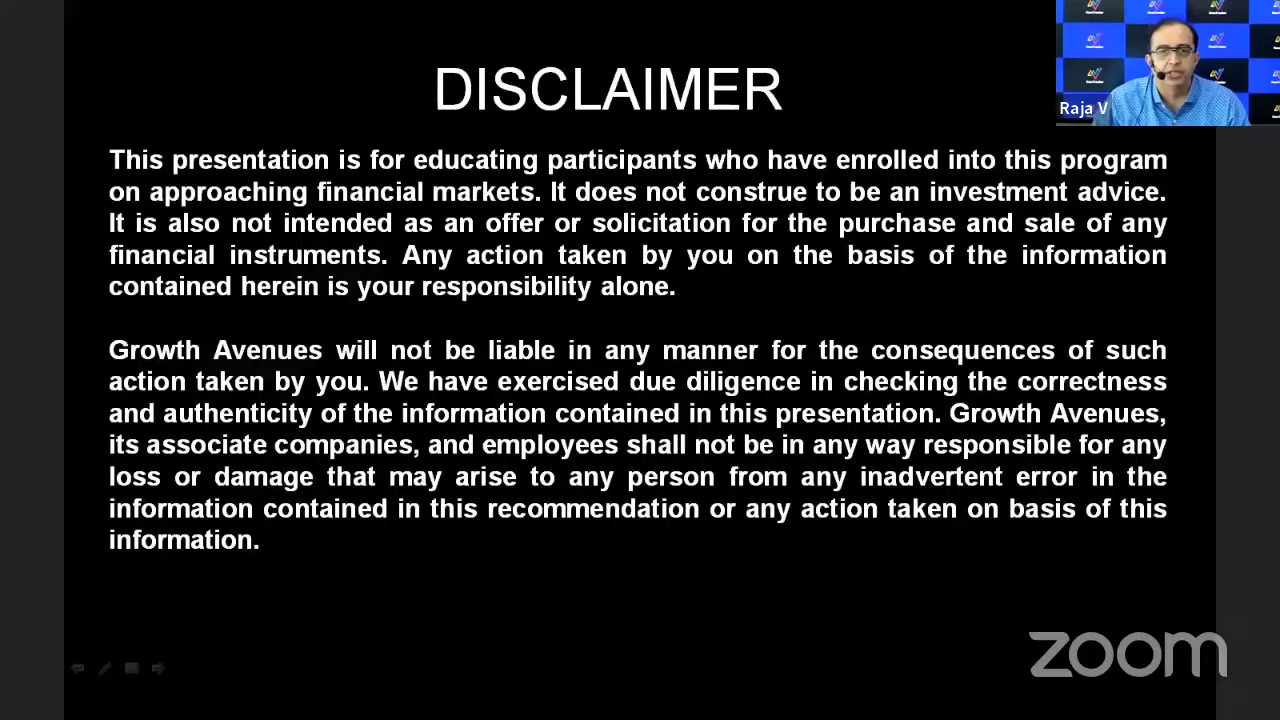 DISCLAIMER
Raja V
This presentation is for educating participants who have enrolled into this program
on approaching financial markets. It does not construe to be an investment advice.
It is also not intended as an offer or solicitation for the purchase and sale of any
financial instruments. Any action taken by you on the basis of the information
contained herein is your responsibility alone.
Growth Avenues will not be liable in any manner for the consequences of such
action taken by you. We have exercised due diligence in checking the correctness
and authenticity of the information contained in this presentation. Growth Avenues,
its associate companies, and employees shall not be in any way responsible for any
loss or damage that may arise to any person from any inadvertent error in the
information contained in this recommendation or any action taken on basis of this
information.
zoom